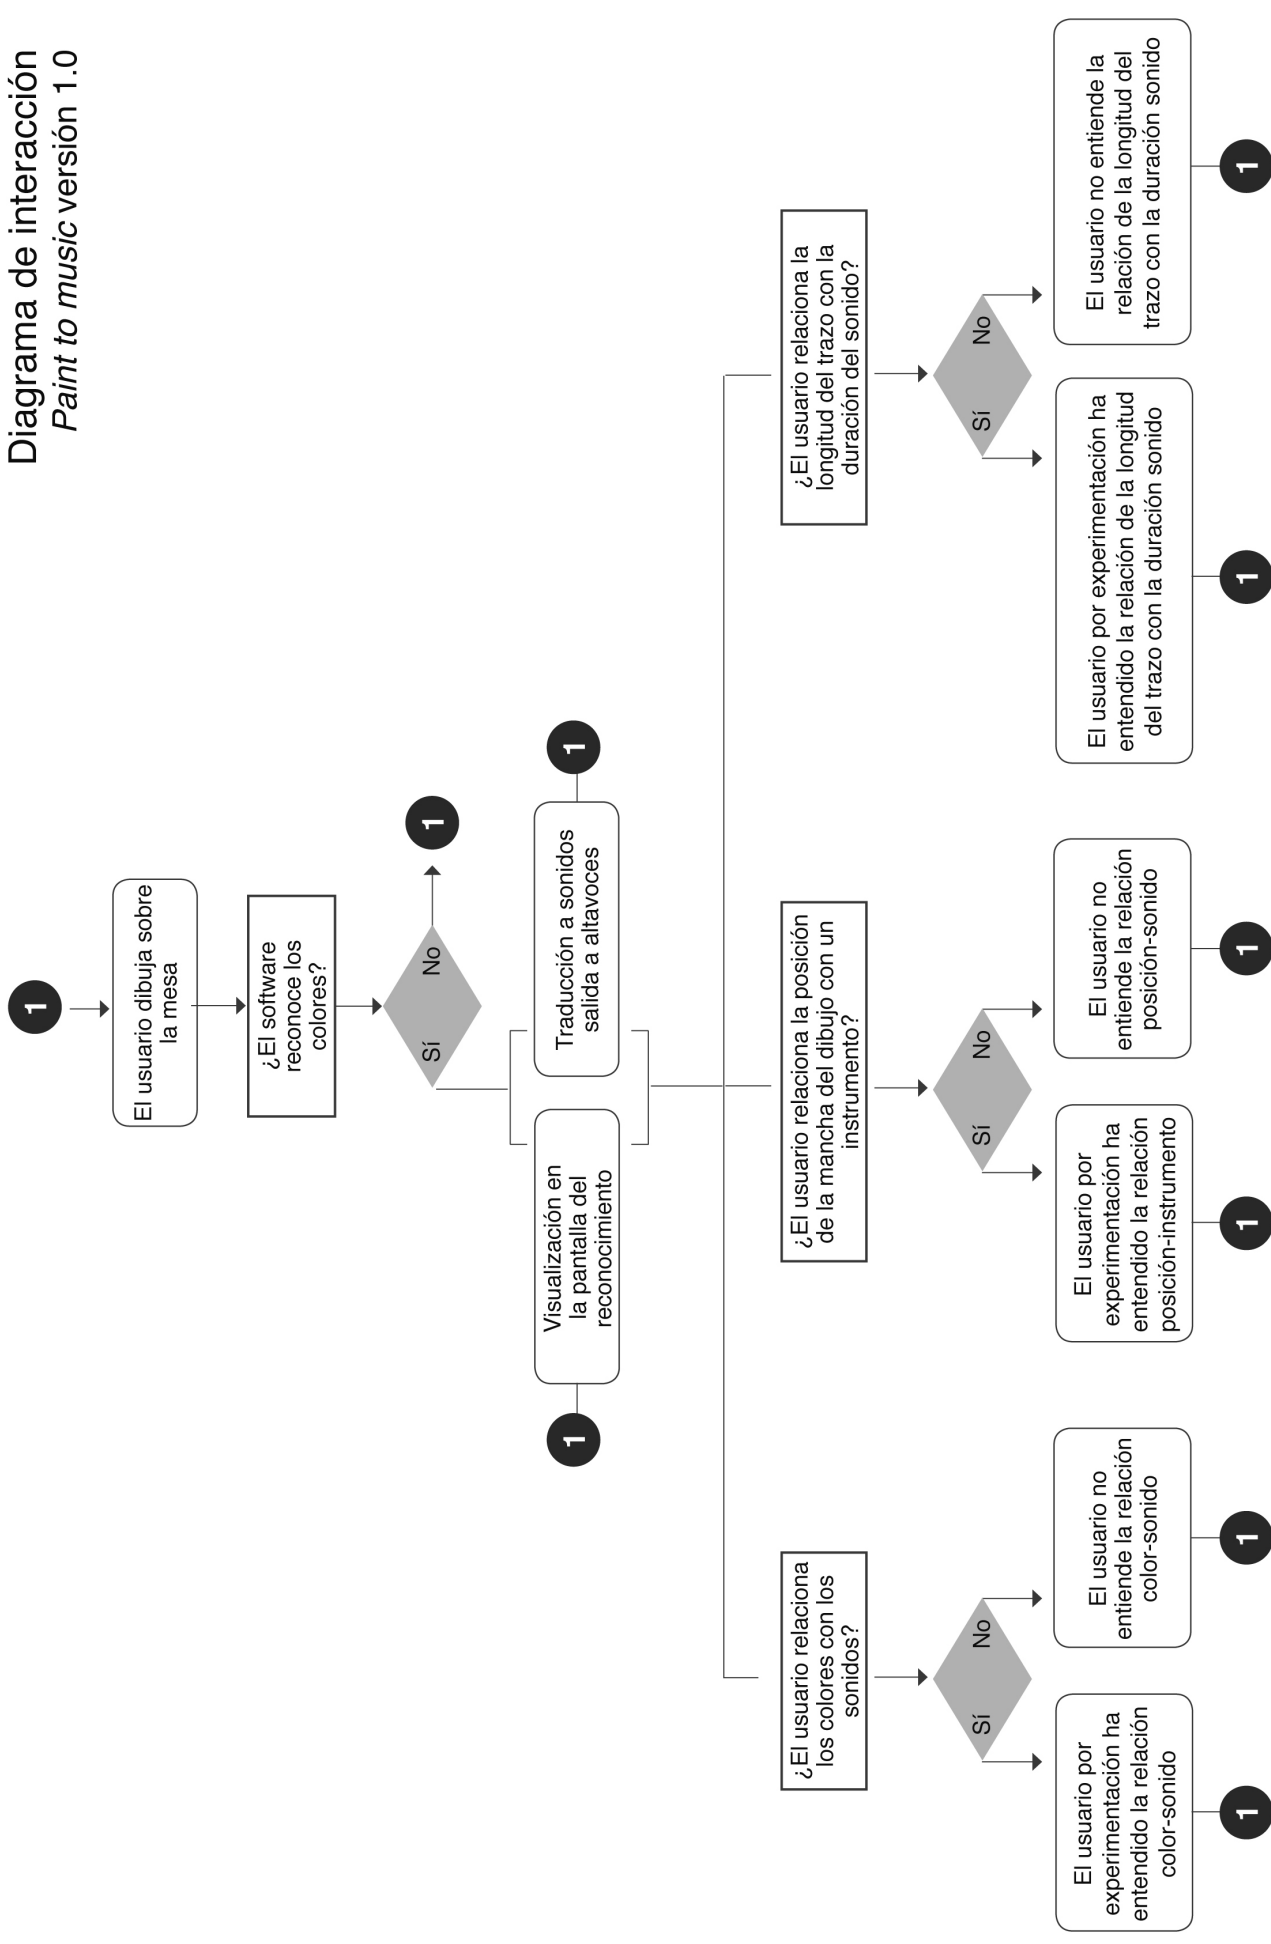 Diagrama de interacción
Paint to music versión 1.0
1
El usuario dibuja sobre
la mesa
¿El software
reconoce los
colores?
Sí
No
1
1
Visualización en
la pantalla del
reconocimiento
Traducción a sonidos
salida a altavoces
1
¿El usuario relaciona
los colores con los
sonidos?
Sí
No
El usuario por
experimentación ha
entendido la relación
color-sonido
1
El usuario no
entiende la relación
color-sonido
1
¿El usuario relaciona la posición
de la mancha del dibujo con un
instrumento?
Sí
No
El usuario por
experimentación ha
entendido la relación
posición-instrumento
1
El usuario no
entiende la relación
posición-sonido
1
¿El usuario relaciona la
longitud del trazo con la
duración del sonido?
Sí
No
El usuario por experimentación ha
entendido la relación de la longitud
del trazo con la duración sonido
1
El usuario no entiende la
relación de la longitud del
trazo con la duración sonido
1